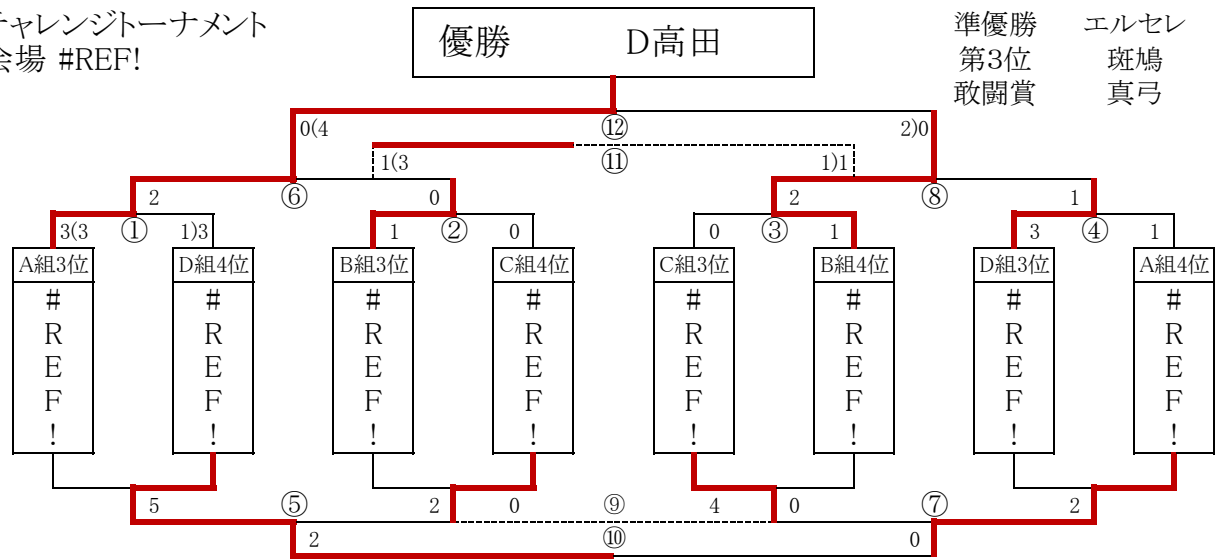 チャレンジトーナメント
会場 #REF!
優勝 D高田
準優勝 エルセレ
第3位 斑鳩
敢闘賞 真弓
0(4 ⑫ 2)0
1(3 ⑪ 1)1
2 ⑥ 0 2 ⑧ 1
3(3 ① 1)3 1 ② 0 0 ③ 1 3 ④ 1
A組3位 D組4位 B組3位 C組4位 C組3位 B組4位 D組3位 A組4位
#REF! #REF! #REF! #REF! #REF! #REF! #REF! #REF!
5 ⑤ 2 0 ⑨ 4 0 ⑦ 2
2 ⑩ 0